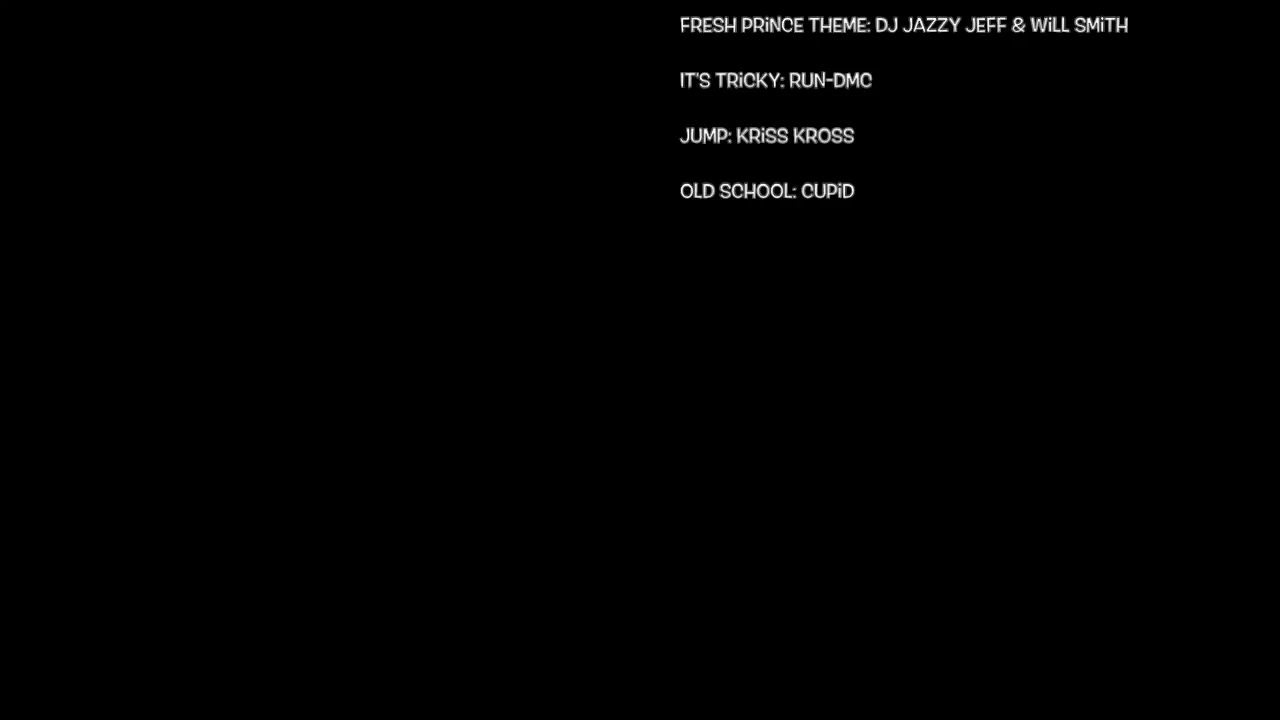 FRESH PRiNCE THEME: DJ JAZZY JEFF & WiLL SMiTH
IT'S TRiCKY: RUN-DMC
JUMP: KRiSS KROSS
OLD SCHOOL: CUPiD